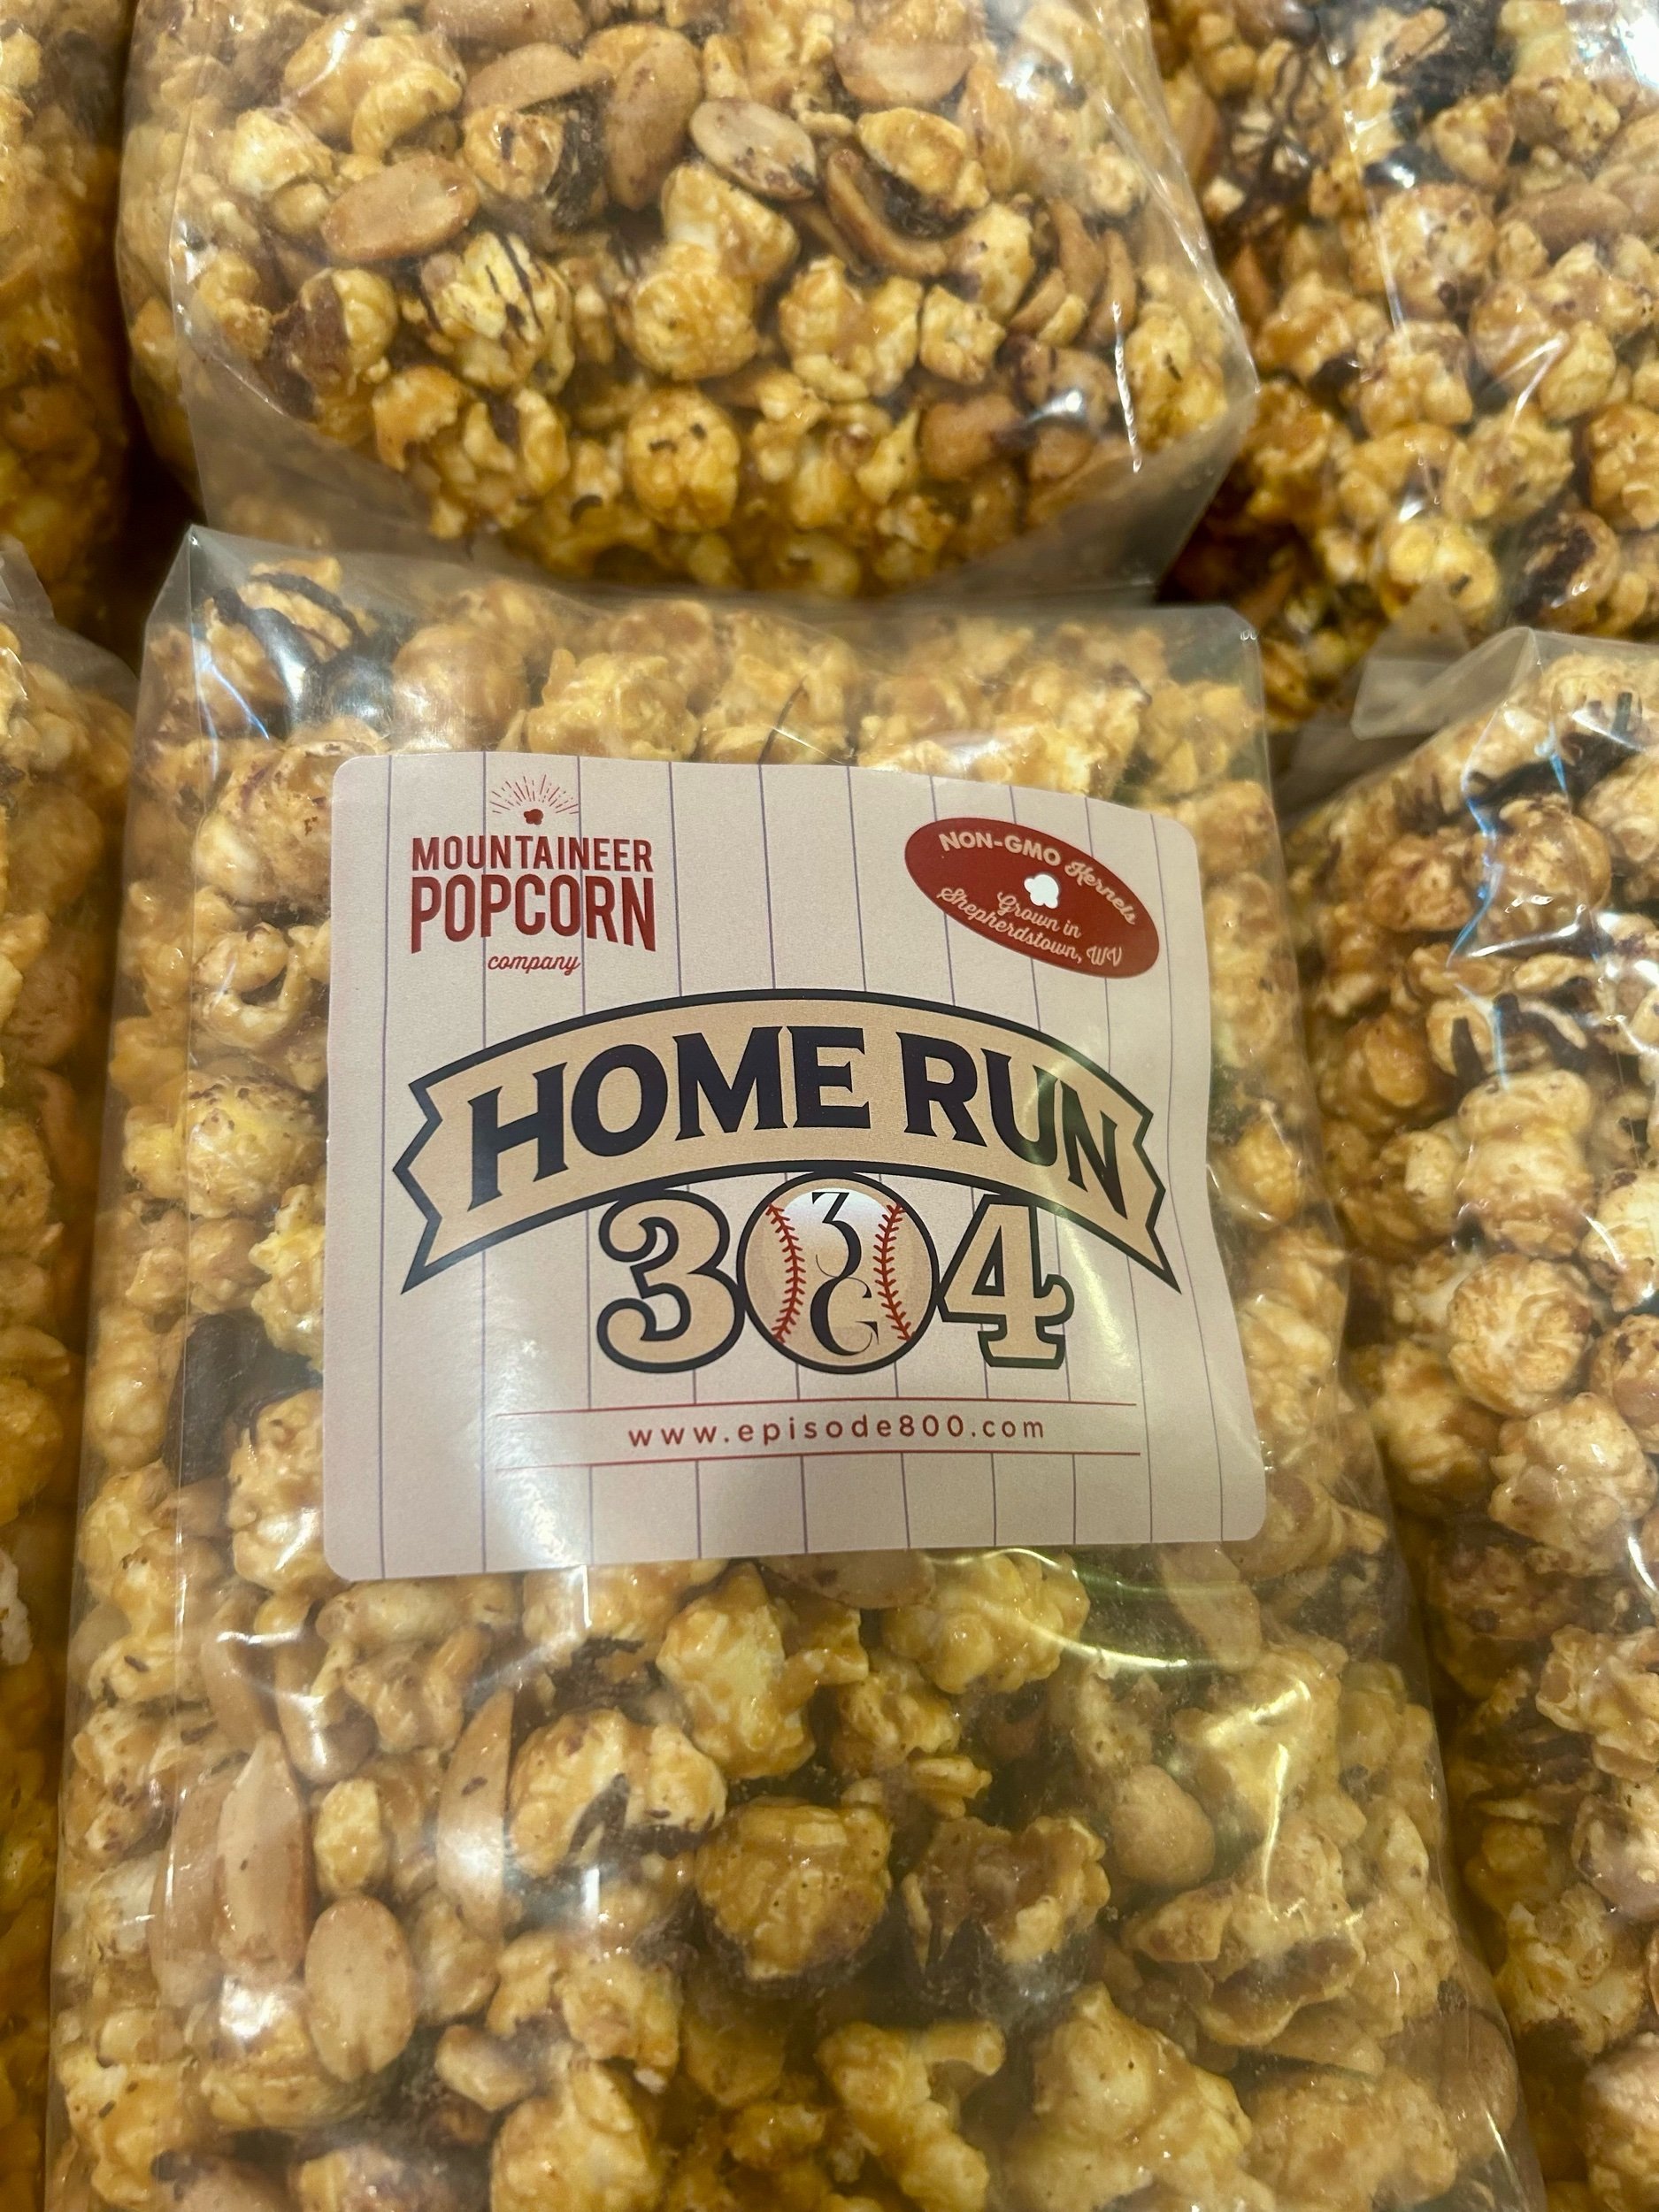 MOUNTAINEER
POPCORN
company
NON-GMO Kernels
Grown in
Shepherdstown, WV
HOME RUN
304
www.episode800.com